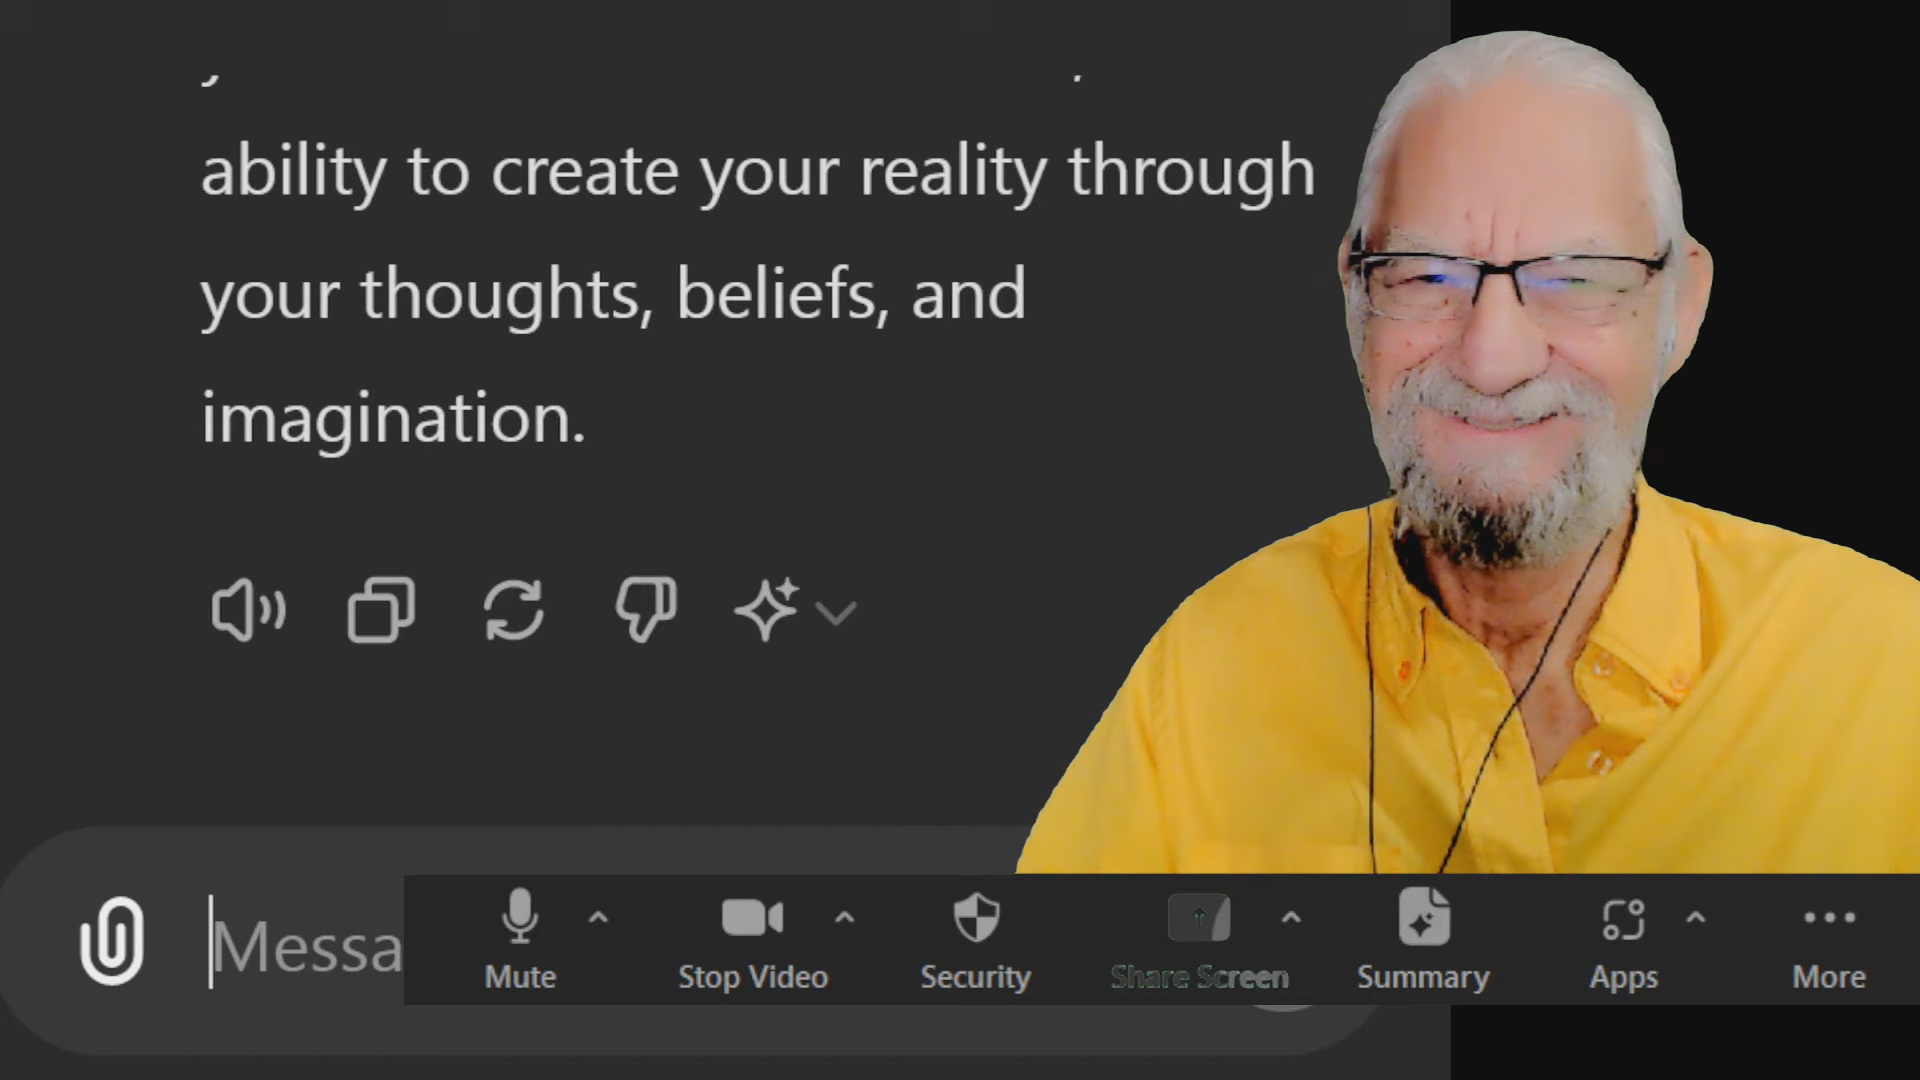 ability to create your reality through
your thoughts, beliefs, and
imagination.
Messa
Mute
Stop Video
Security
Share Screen
Summary
Apps
More